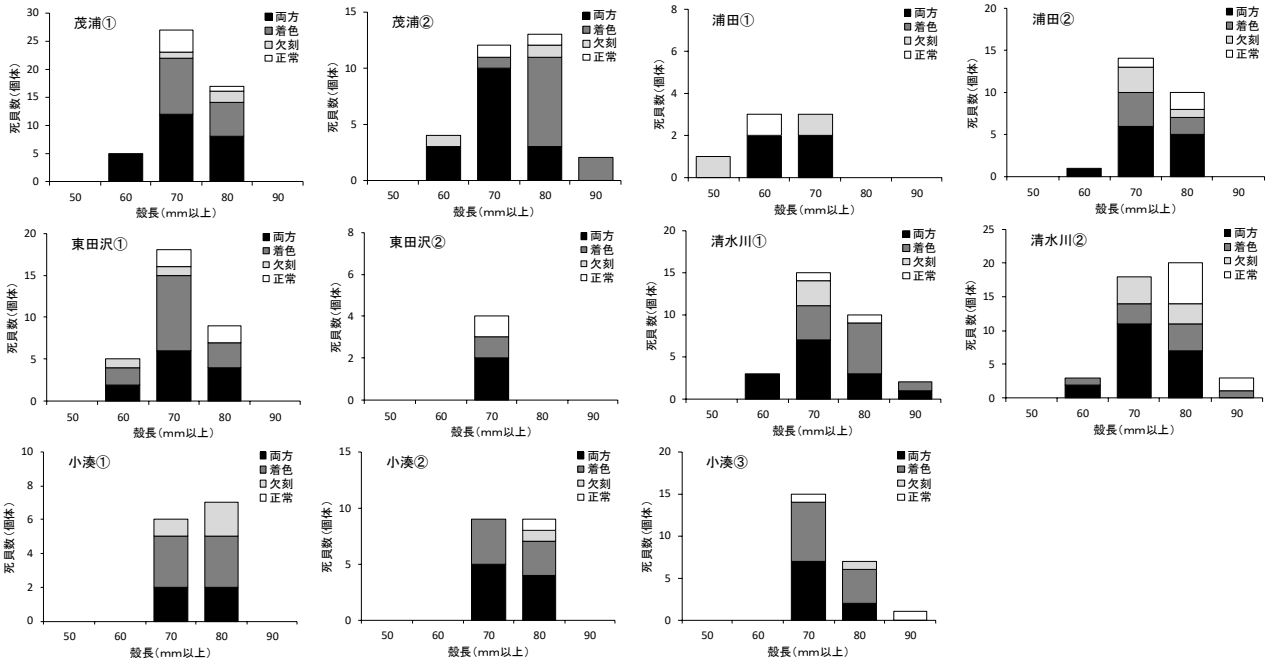 茂浦①
死貝数(個体)
30
25
20
15
10
5
0
50 60 70 80 90
殻長(mm以上)
■両方
■着色
□欠刻
□正常
茂浦②
死貝数(個体)
15
10
5
0
50 60 70 80 90
殻長(mm以上)
■両方
■着色
□欠刻
□正常
浦田①
死貝数(個体)
8
6
4
2
0
50 60 70 80 90
殻長(mm以上)
■両方
■着色
□欠刻
□正常
浦田②
死貝数(個体)
20
15
10
5
0
50 60 70 80 90
殻長(mm以上)
■両方
■着色
□欠刻
□正常
東田沢①
死貝数(個体)
20
15
10
5
0
50 60 70 80 90
殻長(mm以上)
■両方
■着色
□欠刻
□正常
東田沢②
死貝数(個体)
8
6
4
2
0
50 60 70 80 90
殻長(mm以上)
■両方
■着色
□欠刻
□正常
清水川①
死貝数(個体)
20
15
10
5
0
50 60 70 80 90
殻長(mm以上)
■両方
■着色
□欠刻
□正常
清水川②
死貝数(個体)
25
20
15
10
5
0
50 60 70 80 90
殻長(mm以上)
■両方
■着色
□欠刻
□正常
小湊①
死貝数(個体)
10
8
6
4
2
0
50 60 70 80 90
殻長(mm以上)
■両方
■着色
□欠刻
□正常
小湊②
死貝数(個体)
15
10
5
0
50 60 70 80 90
殻長(mm以上)
■両方
■着色
□欠刻
□正常
小湊③
死貝数(個体)
20
15
10
5
0
50 60 70 80 90
殻長(mm以上)
■両方
■着色
□欠刻
□正常